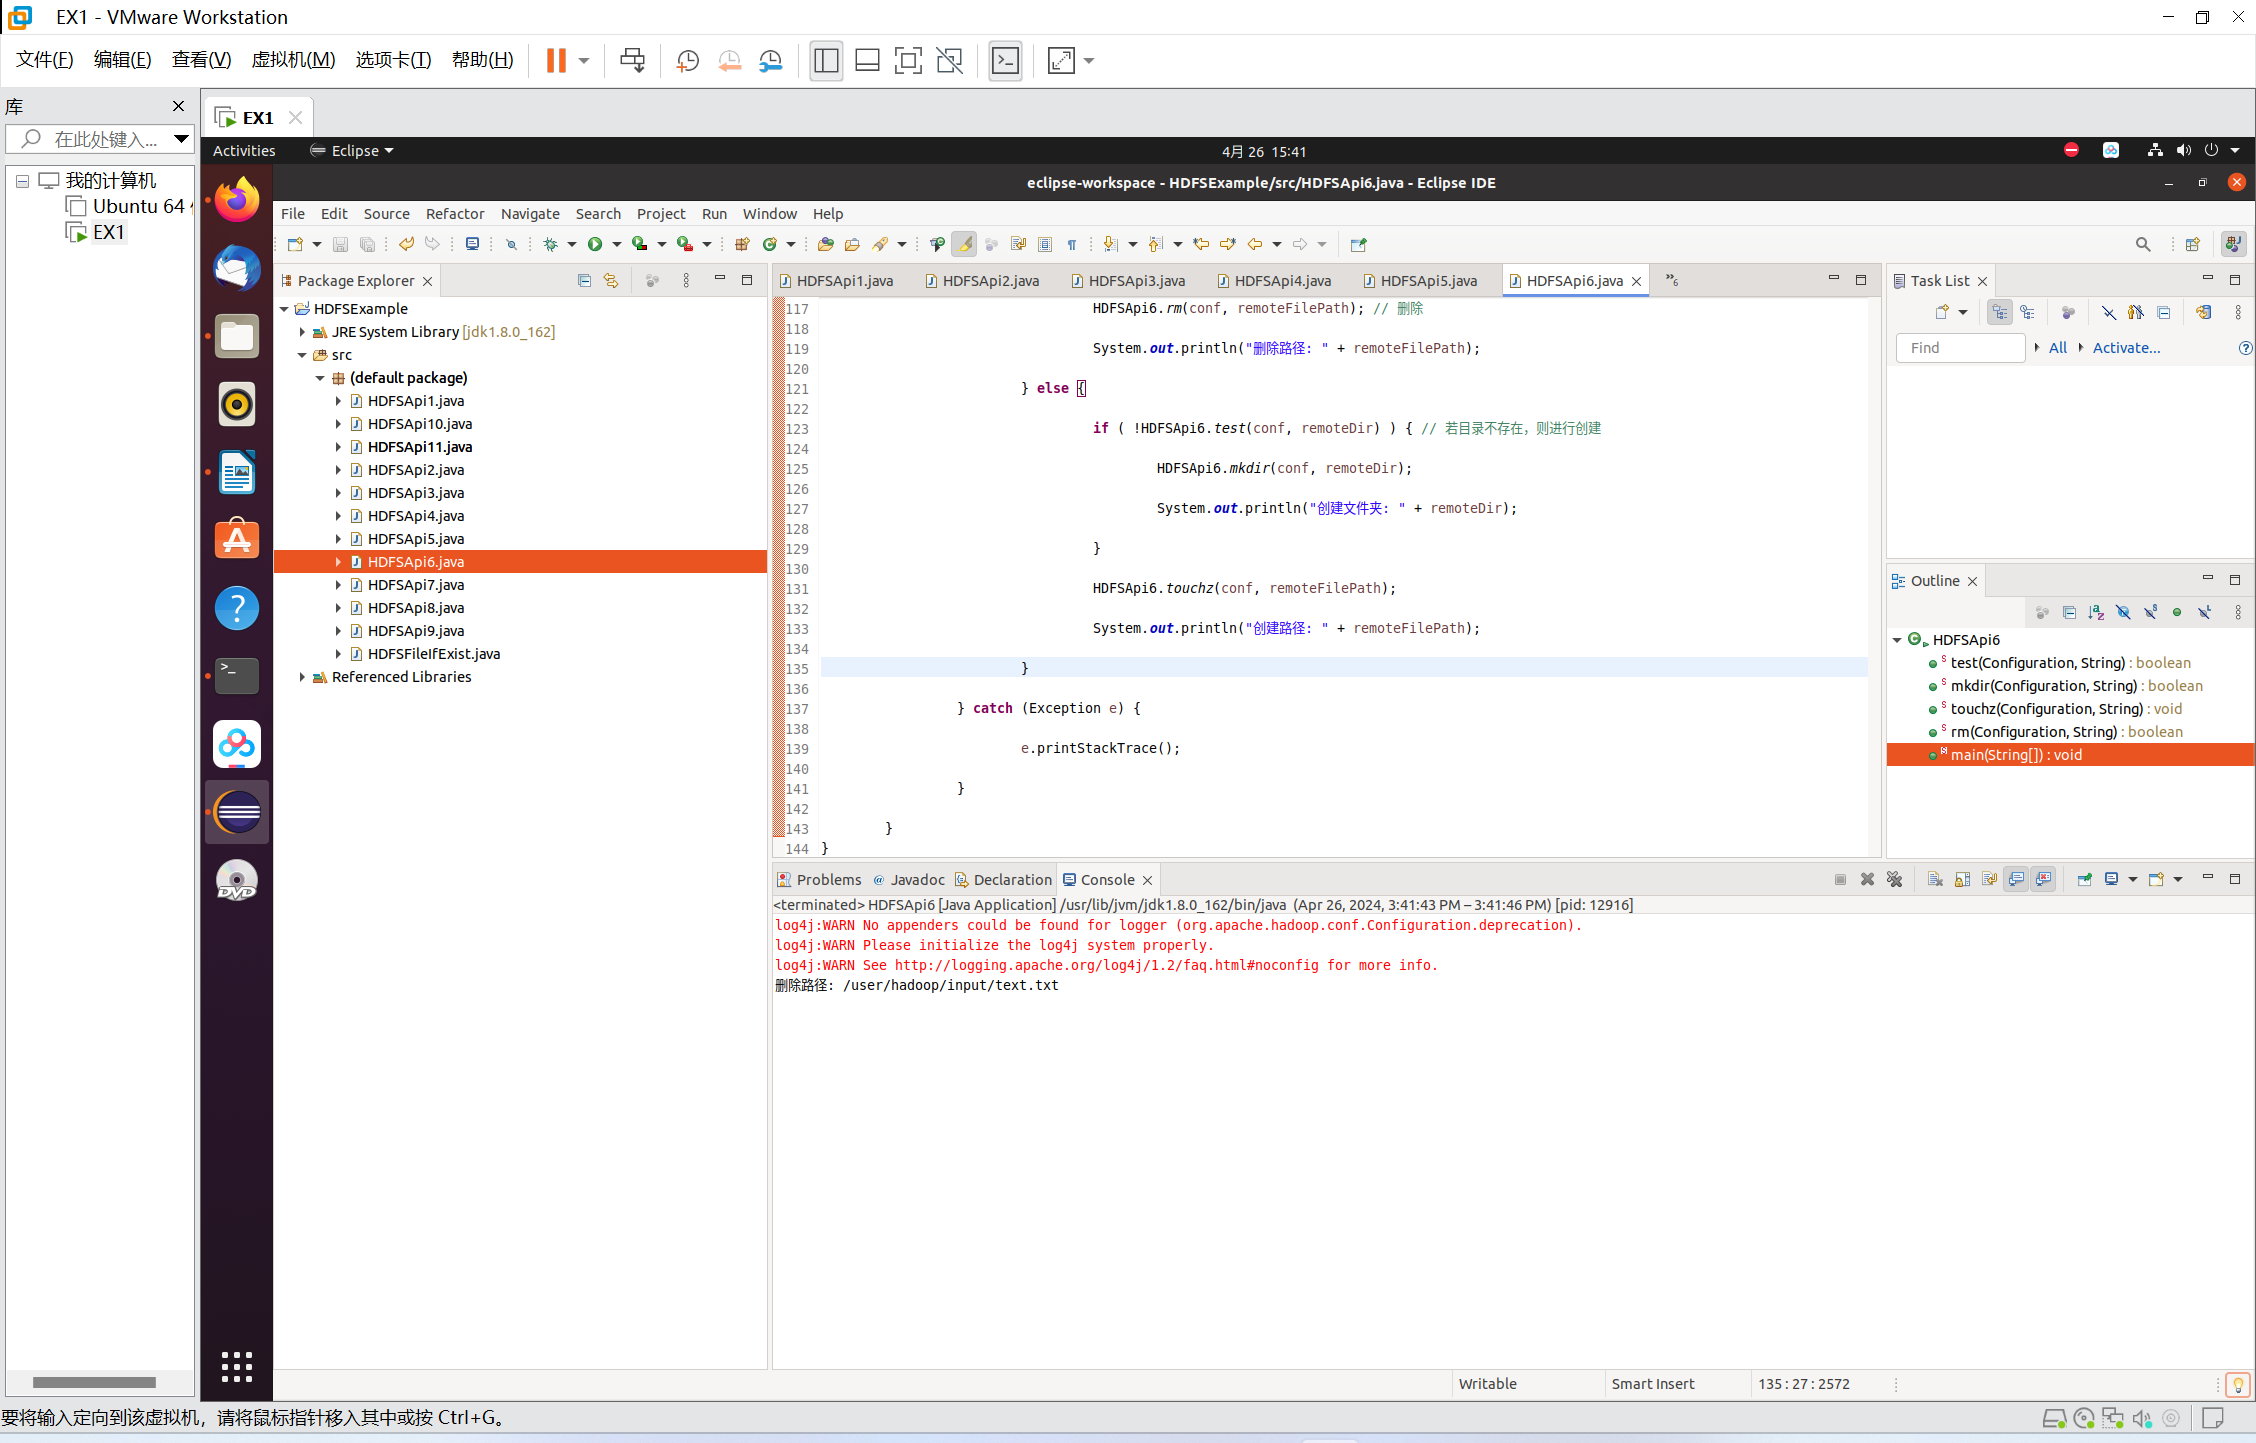 EX1 - VMware Workstation
文件(F) 编辑(E) 查看(V) 虚拟机(M) 选项卡(T) 帮助(H)
库
在此处键入...
我的计算机
Ubuntu 64
EX1
EX1
Activities Eclipse 4月 26 15:41
eclipse-workspace - HDFSExample/src/HDFSApi6.java - Eclipse IDE
File Edit Source Refactor Navigate Search Project Run Window Help
Package Explorer
HDFSExample
JRE System Library [jdk1.8.0_162]
src
(default package)
HDFSApi1.java
HDFSApi10.java
HDFSApi11.java
HDFSApi2.java
HDFSApi3.java
HDFSApi4.java
HDFSApi5.java
HDFSApi6.java
HDFSApi7.java
HDFSApi8.java
HDFSApi9.java
HDFSFileIfExist.java
Referenced Libraries
HDFSApi1.java HDFSApi2.java HDFSApi3.java HDFSApi4.java HDFSApi5.java HDFSApi6.java »6
117 HDFSApi6.rm(conf, remoteFilePath); // 删除
118
119 System.out.println("删除路径: " + remoteFilePath);
120
121 } else {
122
123 if ( !HDFSApi6.test(conf, remoteDir) ) { // 若目录不存在，则进行创建
124
125 HDFSApi6.mkdir(conf, remoteDir);
126
127 System.out.println("创建文件夹: " + remoteDir);
128
129 }
130
131 HDFSApi6.touchz(conf, remoteFilePath);
132
133 System.out.println("创建路径: " + remoteFilePath);
134
135 }
136
137 } catch (Exception e) {
138
139 e.printStackTrace();
140
141 }
142
143 }
144 }
Task List
Find All Activate...
Outline
HDFSApi6
test(Configuration, String) : boolean
mkdir(Configuration, String) : boolean
touchz(Configuration, String) : void
rm(Configuration, String) : boolean
main(String[]) : void
Problems Javadoc Declaration Console
<terminated> HDFSApi6 [Java Application] /usr/lib/jvm/jdk1.8.0_162/bin/java (Apr 26, 2024, 3:41:43 PM – 3:41:46 PM) [pid: 12916]
log4j:WARN No appenders could be found for logger (org.apache.hadoop.conf.Configuration.deprecation).
log4j:WARN Please initialize the log4j system properly.
log4j:WARN See http://logging.apache.org/log4j/1.2/faq.html#noconfig for more info.
删除路径: /user/hadoop/input/text.txt
Writable Smart Insert 135 : 27 : 2572
要将输入定向到该虚拟机，请将鼠标指针移入其中或按 Ctrl+G。